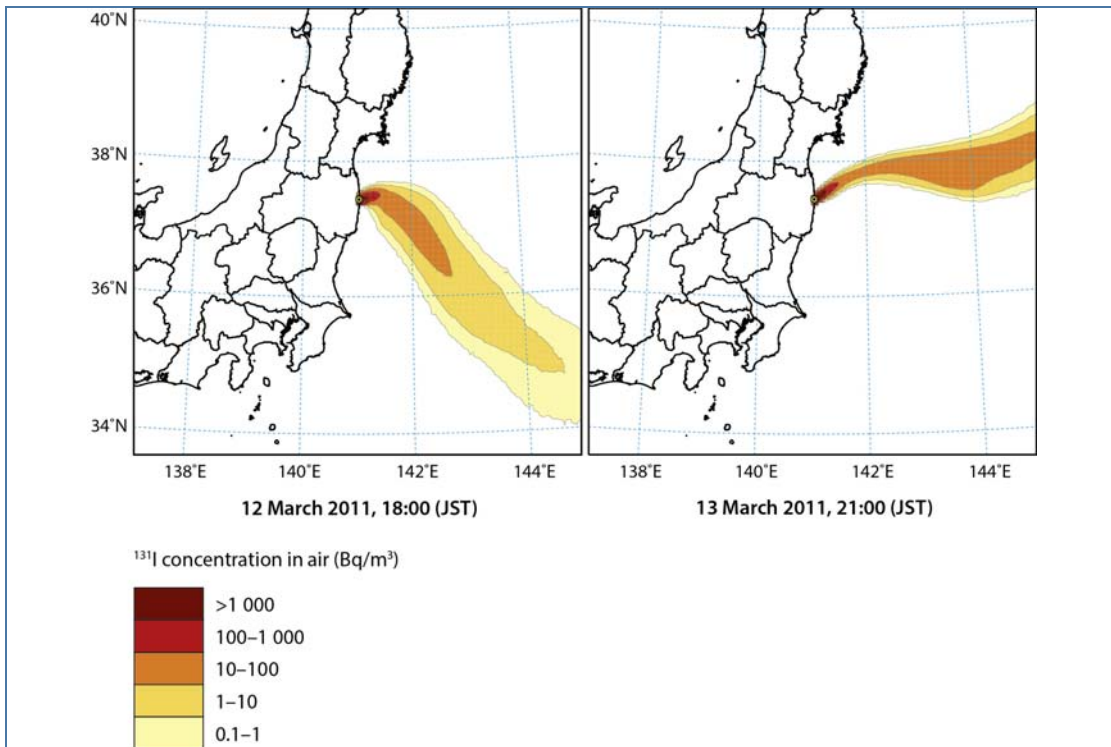 40°N
38°N
36°N
34°N
138°E 140°E 142°E 144°E
138°E 140°E 142°E 144°E
12 March 2011, 18:00 (JST)
13 March 2011, 21:00 (JST)
¹³¹I concentration in air (Bq/m³)
>1 000
100–1 000
10–100
1–10
0.1–1